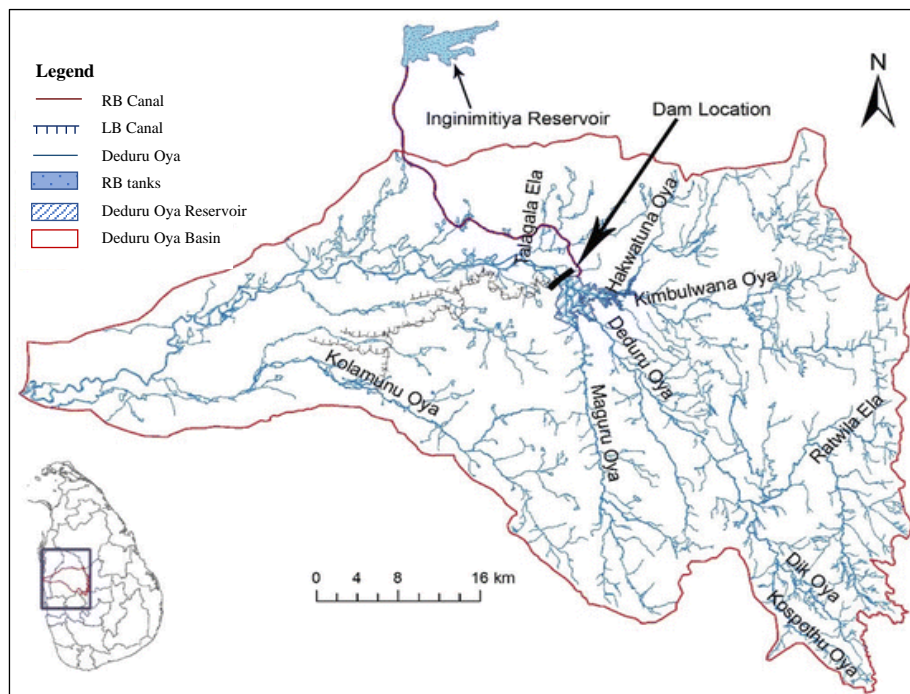 Legend
RB Canal
LB Canal
Deduru Oya
RB tanks
Deduru Oya Reservoir
Deduru Oya Basin
Inginimitiya Reservoir
Dam Location
N
Talagala Ela
Hakwatuna Oya
Kimbulwana Oya
Deduru Oya
Kolamunu Oya
Maguru Oya
Ratwila Ela
Dik Oya
Kospothu Oya
0 4 8 16 km